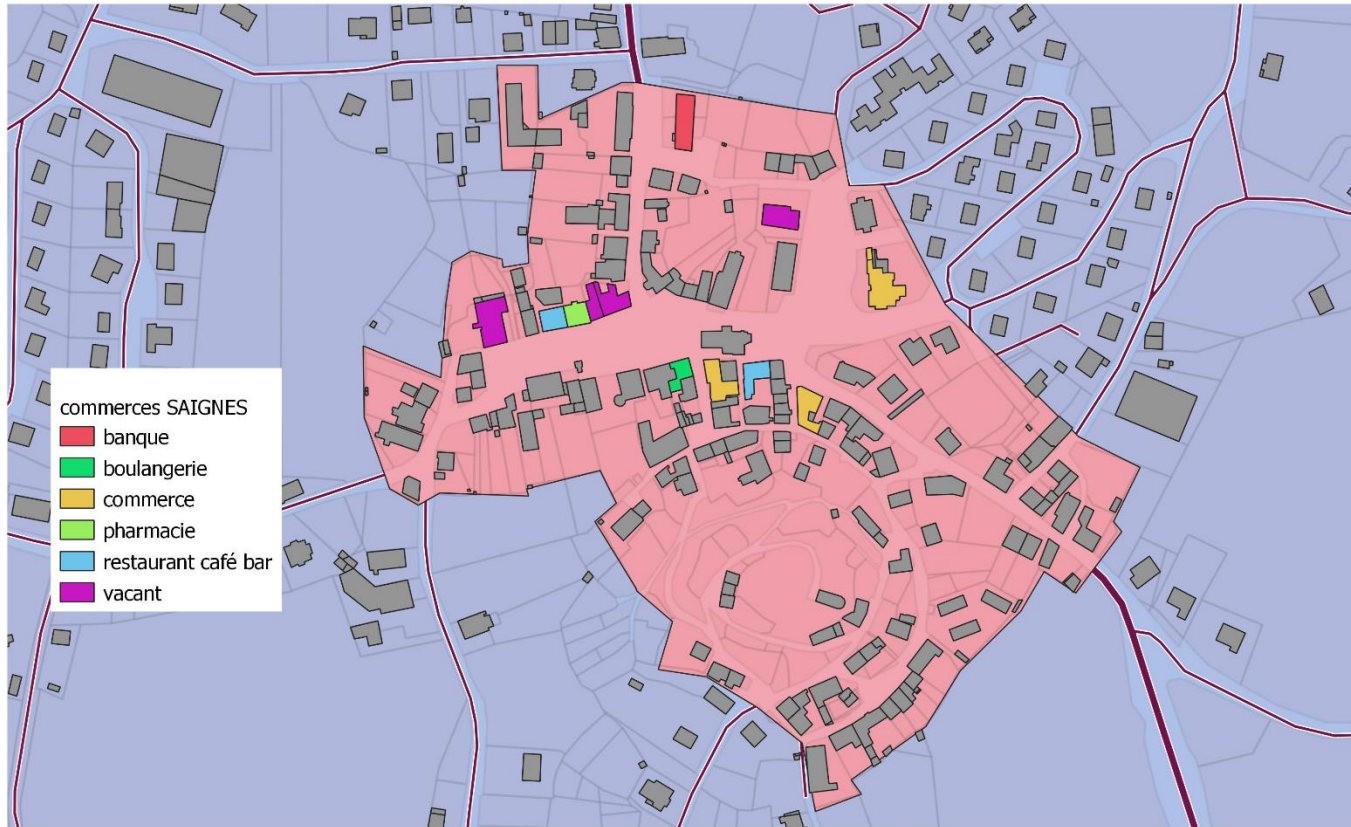 commerces SAIGNES
banque
boulangerie
commerce
pharmacie
restaurant café bar
vacant